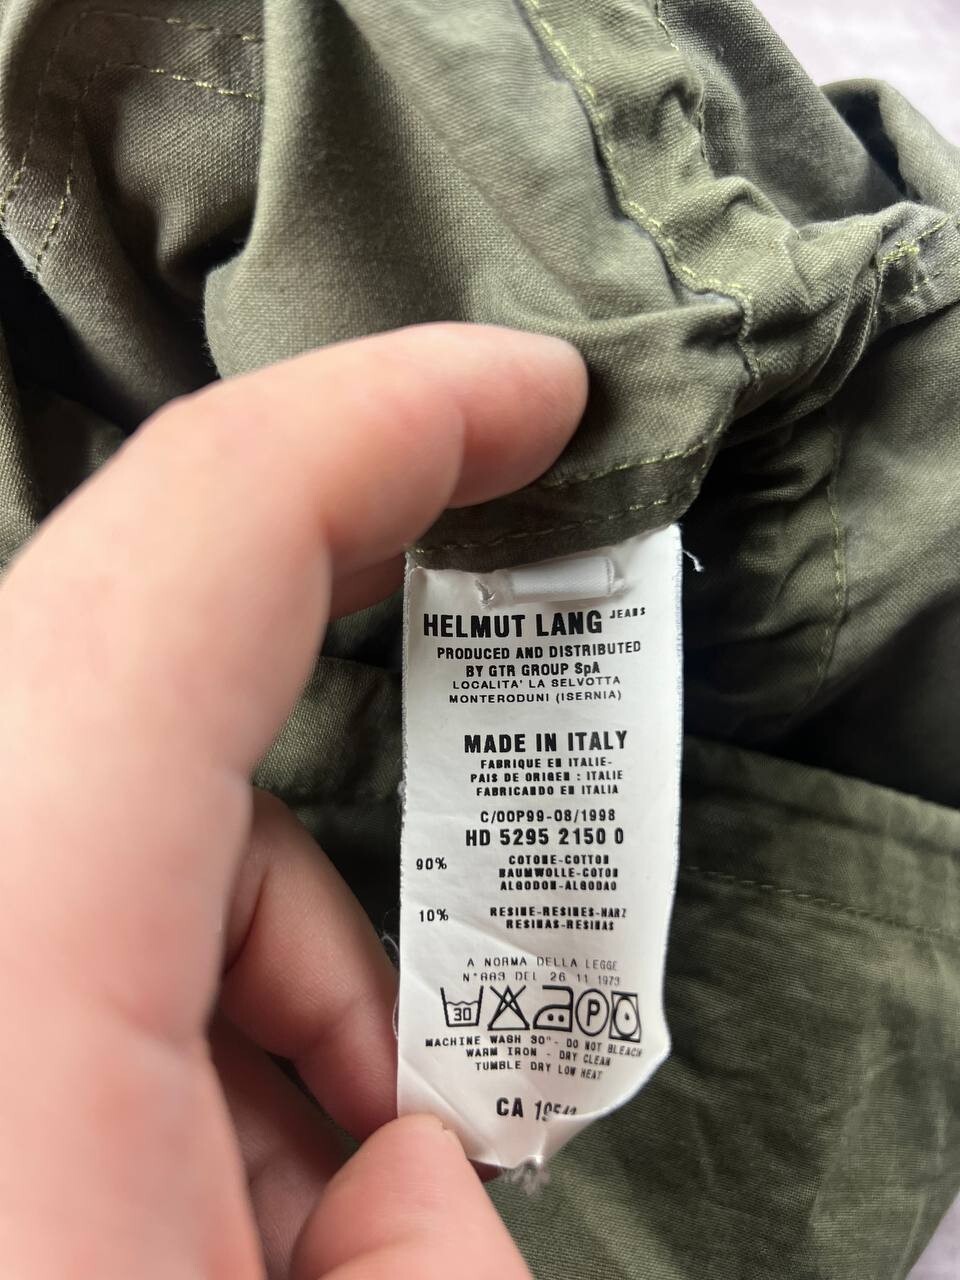 HELMUT LANG JEANS
PRODUCED AND DISTRIBUTED
BY GTR GROUP SpA
LOCALITA' LA SELVOTTA
MONTERODUNI (ISERNIA)
MADE IN ITALY
FABRIQUE EN ITALIE-
PAIS DE ORIGEN : ITALIE
FABRICANDO EN ITALIA
C/00P99-08/1998
HD 5295 2150 0
90% COTONE-COTTON
BAUMWOLLE-COTON
ALGODON-ALGODAO
10% RESINE-RESINES-HARZ
RESINAS-RESINAS
A NORMA DELLA LEGGE
N°883 DEL 26 11 1973
30 P
MACHINE WASH 30°- DO NOT BLEACH
WARM IRON - DRY CLEAN
TUMBLE DRY LOW HEAT
CA